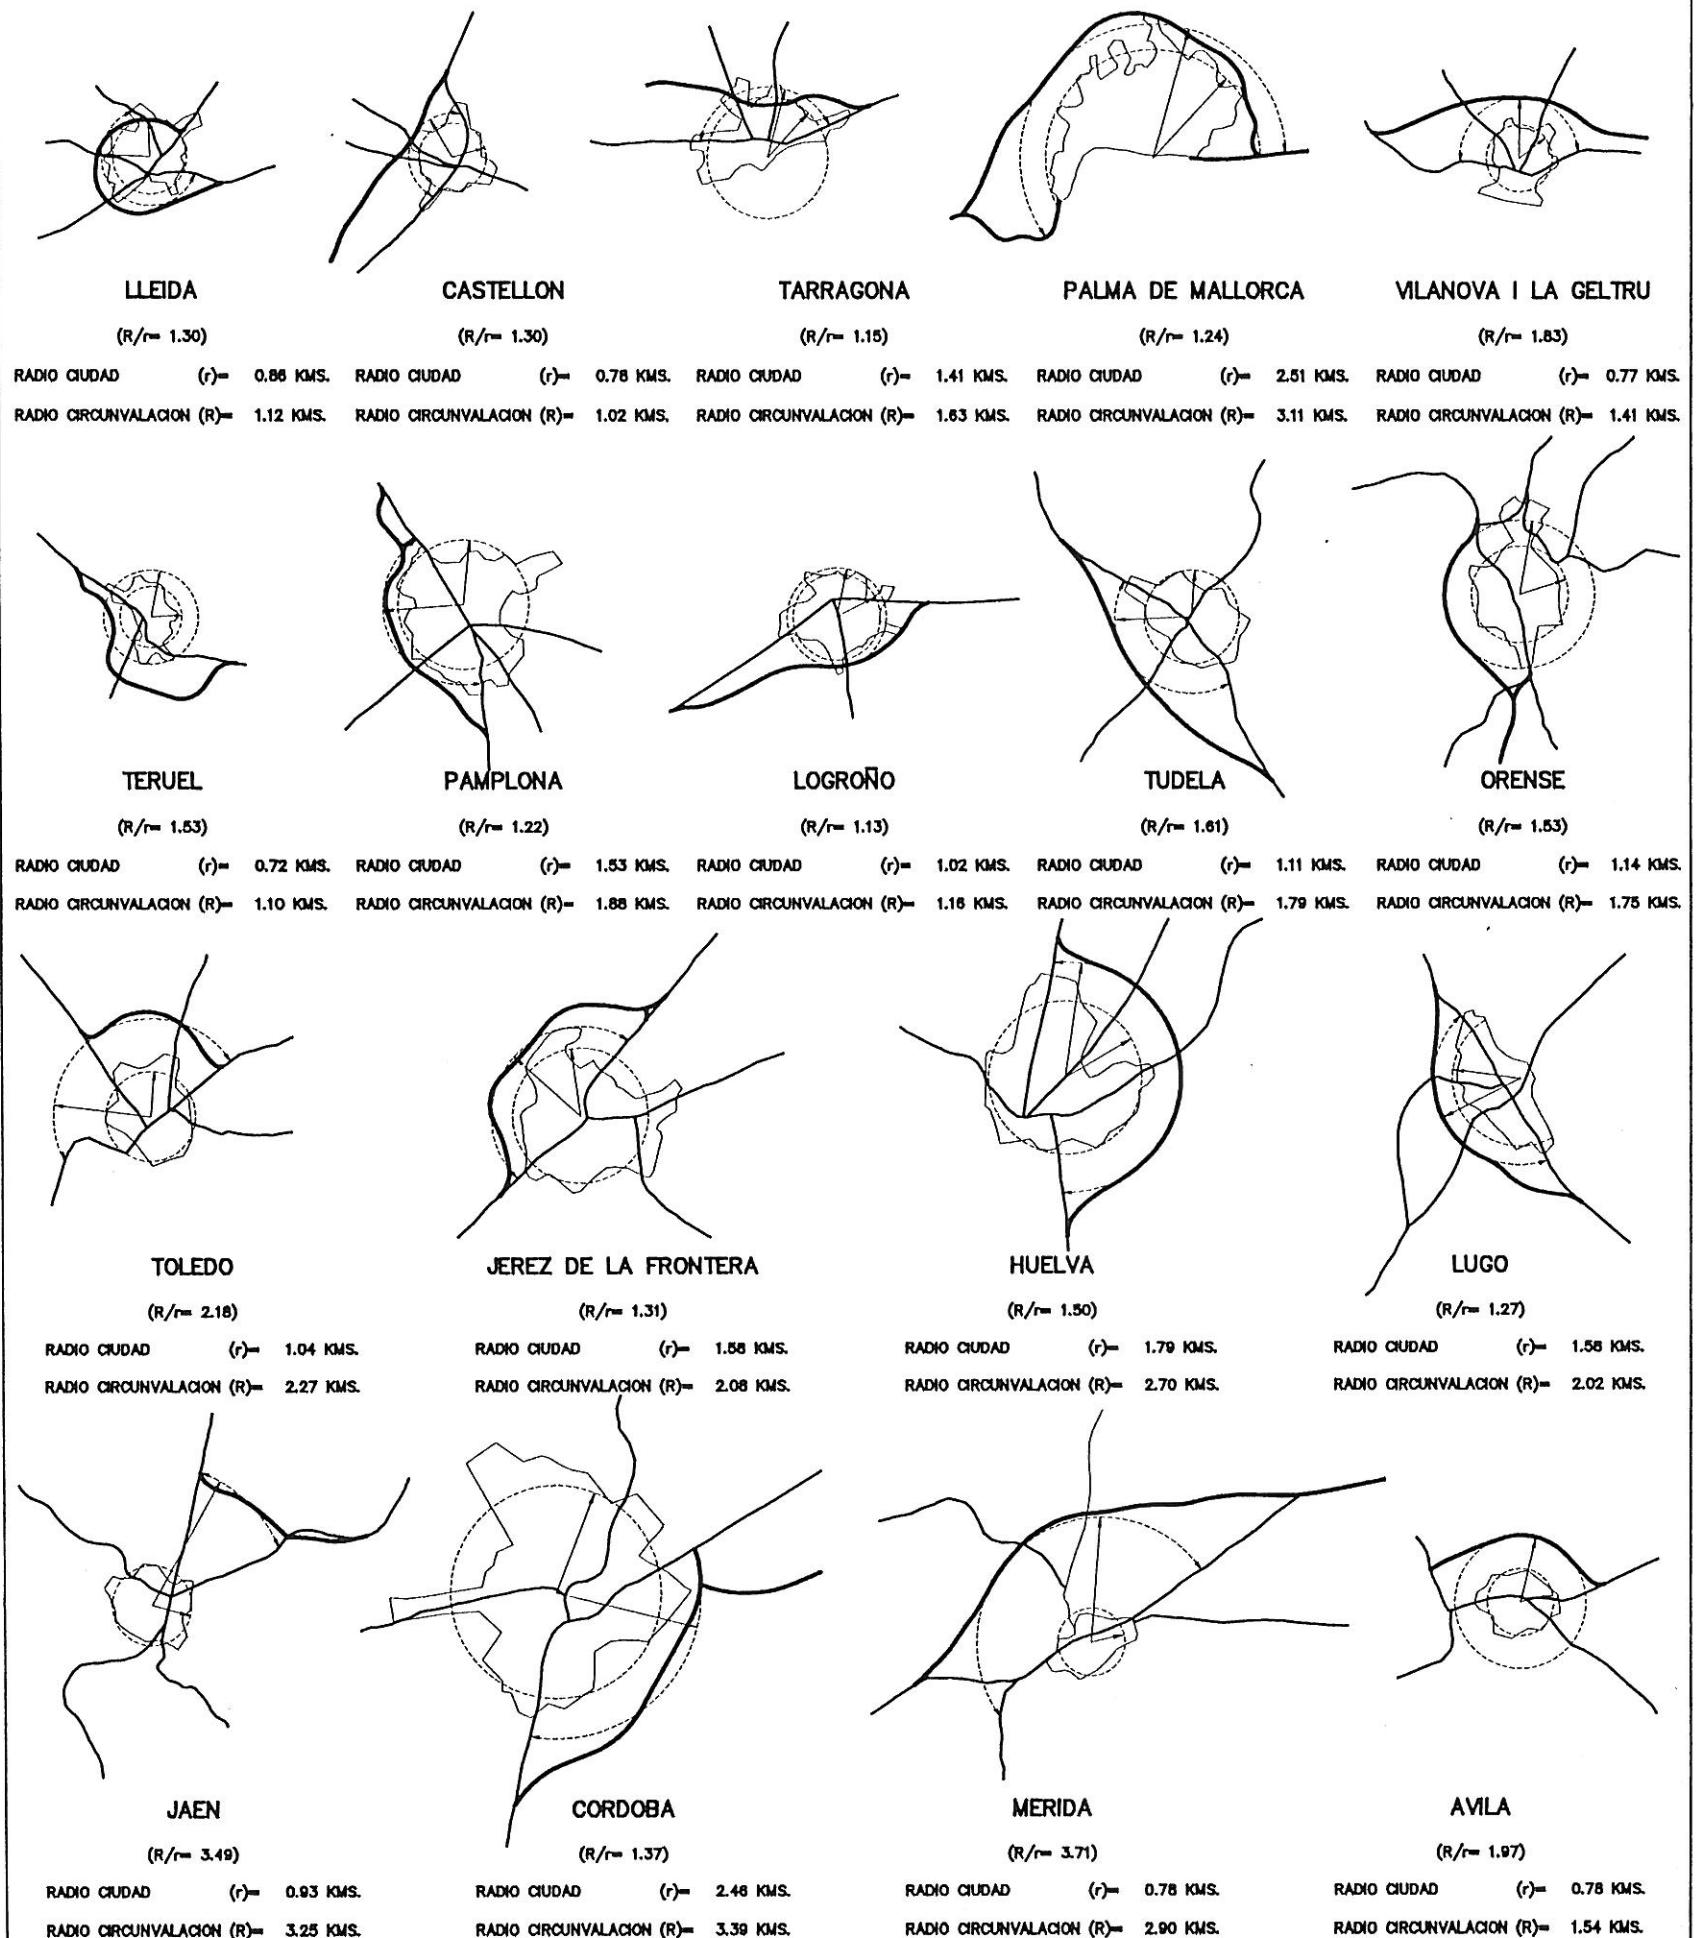 LLEIDA CASTELLON TARRAGONA PALMA DE MALLORCA VILANOVA I LA GELTRU
(R/r= 1.30) (R/r= 1.30) (R/r= 1.15) (R/r= 1.24) (R/r= 1.83)
RADIO CIUDAD (r)= 0.86 KMS. RADIO CIUDAD (r)= 0.78 KMS. RADIO CIUDAD (r)= 1.41 KMS. RADIO CIUDAD (r)= 2.51 KMS. RADIO CIUDAD (r)= 0.77 KMS.
RADIO CIRCUNVALACION (R)= 1.12 KMS. RADIO CIRCUNVALACION (R)= 1.02 KMS. RADIO CIRCUNVALACION (R)= 1.63 KMS. RADIO CIRCUNVALACION (R)= 3.11 KMS. RADIO CIRCUNVALACION (R)= 1.41 KMS.
TERUEL PAMPLONA LOGROÑO TUDELA ORENSE
(R/r= 1.53) (R/r= 1.22) (R/r= 1.13) (R/r= 1.61) (R/r= 1.53)
RADIO CIUDAD (r)= 0.72 KMS. RADIO CIUDAD (r)= 1.53 KMS. RADIO CIUDAD (r)= 1.02 KMS. RADIO CIUDAD (r)= 1.11 KMS. RADIO CIUDAD (r)= 1.14 KMS.
RADIO CIRCUNVALACION (R)= 1.10 KMS. RADIO CIRCUNVALACION (R)= 1.88 KMS. RADIO CIRCUNVALACION (R)= 1.16 KMS. RADIO CIRCUNVALACION (R)= 1.79 KMS. RADIO CIRCUNVALACION (R)= 1.75 KMS.
TOLEDO JEREZ DE LA FRONTERA HUELVA LUGO
(R/r= 2.18) (R/r= 1.31) (R/r= 1.50) (R/r= 1.27)
RADIO CIUDAD (r)= 1.04 KMS. RADIO CIUDAD (r)= 1.58 KMS. RADIO CIUDAD (r)= 1.79 KMS. RADIO CIUDAD (r)= 1.58 KMS.
RADIO CIRCUNVALACION (R)= 2.27 KMS. RADIO CIRCUNVALACION (R)= 2.08 KMS. RADIO CIRCUNVALACION (R)= 2.70 KMS. RADIO CIRCUNVALACION (R)= 2.02 KMS.
JAEN CORDOBA MERIDA AVILA
(R/r= 3.49) (R/r= 1.37) (R/r= 3.71) (R/r= 1.97)
RADIO CIUDAD (r)= 0.93 KMS. RADIO CIUDAD (r)= 2.46 KMS. RADIO CIUDAD (r)= 0.78 KMS. RADIO CIUDAD (r)= 0.78 KMS.
RADIO CIRCUNVALACION (R)= 3.25 KMS. RADIO CIRCUNVALACION (R)= 3.39 KMS. RADIO CIRCUNVALACION (R)= 2.90 KMS. RADIO CIRCUNVALACION (R)= 1.54 KMS.